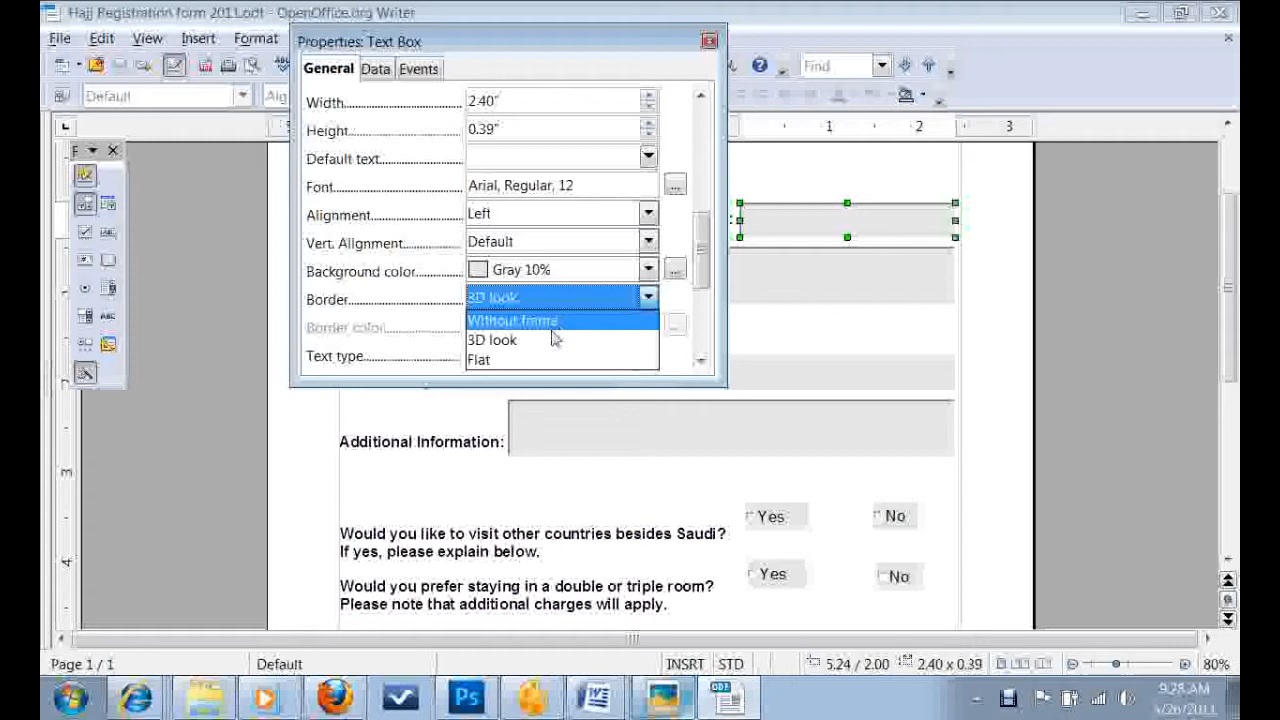 Hajj Registration form 2011.odt - OpenOffice.org Writer
File Edit View Insert Format
Properties: Text Box
General Data Events
Find
Default
Width 2.40"
Height 0.39"
Default text
Font Arial, Regular, 12
Alignment Left
Vert. Alignment Default
Background color Gray 10%
Border 3D look
Without frame
Border color
3D look
Text type
Flat
1 2 3
F
3
4
Additional Information:
Yes No
Would you like to visit other countries besides Saudi?
If yes, please explain below.
Yes No
Would you prefer staying in a double or triple room?
Please note that additional charges will apply.
Page 1 / 1 Default INSRT STD 5.24 / 2.00 2.40 x 0.39 80%
Ps W ODF
9:28 AM